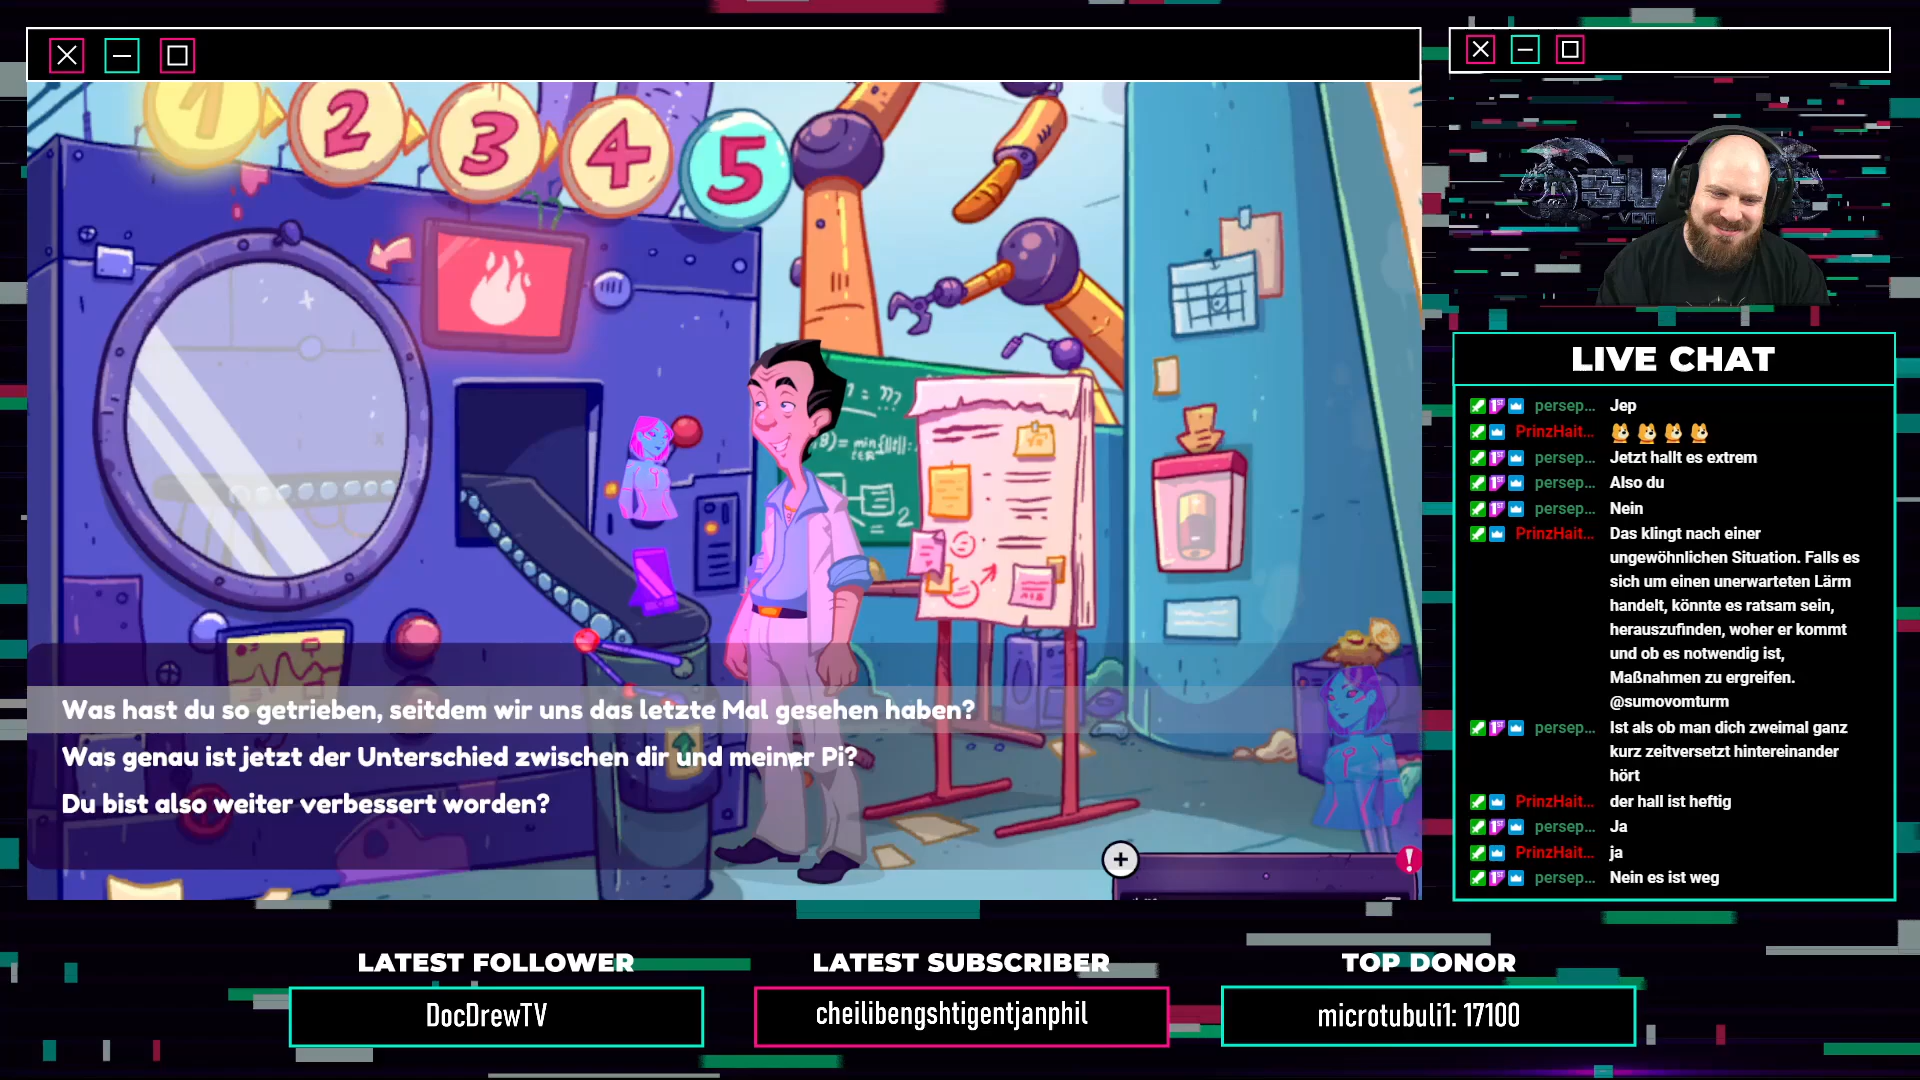 1 2 3 4 5
Was hast du so getrieben, seitdem wir uns das letzte Mal gesehen haben?
Was genau ist jetzt der Unterschied zwischen dir und meiner Pi?
Du bist also weiter verbessert worden?
LIVE CHAT
persep... Jep
PrinzHait...
persep... Jetzt hallt es extrem
persep... Also du
persep... Nein
PrinzHait... Das klingt nach einer
ungewöhnlichen Situation. Falls es
sich um einen unerwarteten Lärm
handelt, könnte es ratsam sein,
herauszufinden, woher er kommt
und ob es notwendig ist,
Maßnahmen zu ergreifen.
@sumovomturm
persep... Ist als ob man dich zweimal ganz
kurz zeitversetzt hintereinander
hört
PrinzHait... der hall ist heftig
persep... Ja
PrinzHait... ja
persep... Nein es ist weg
LATEST FOLLOWER
DocDrewTV
LATEST SUBSCRIBER
cheilibengshtigentjanphil
TOP DONOR
microtubuli1: 17100